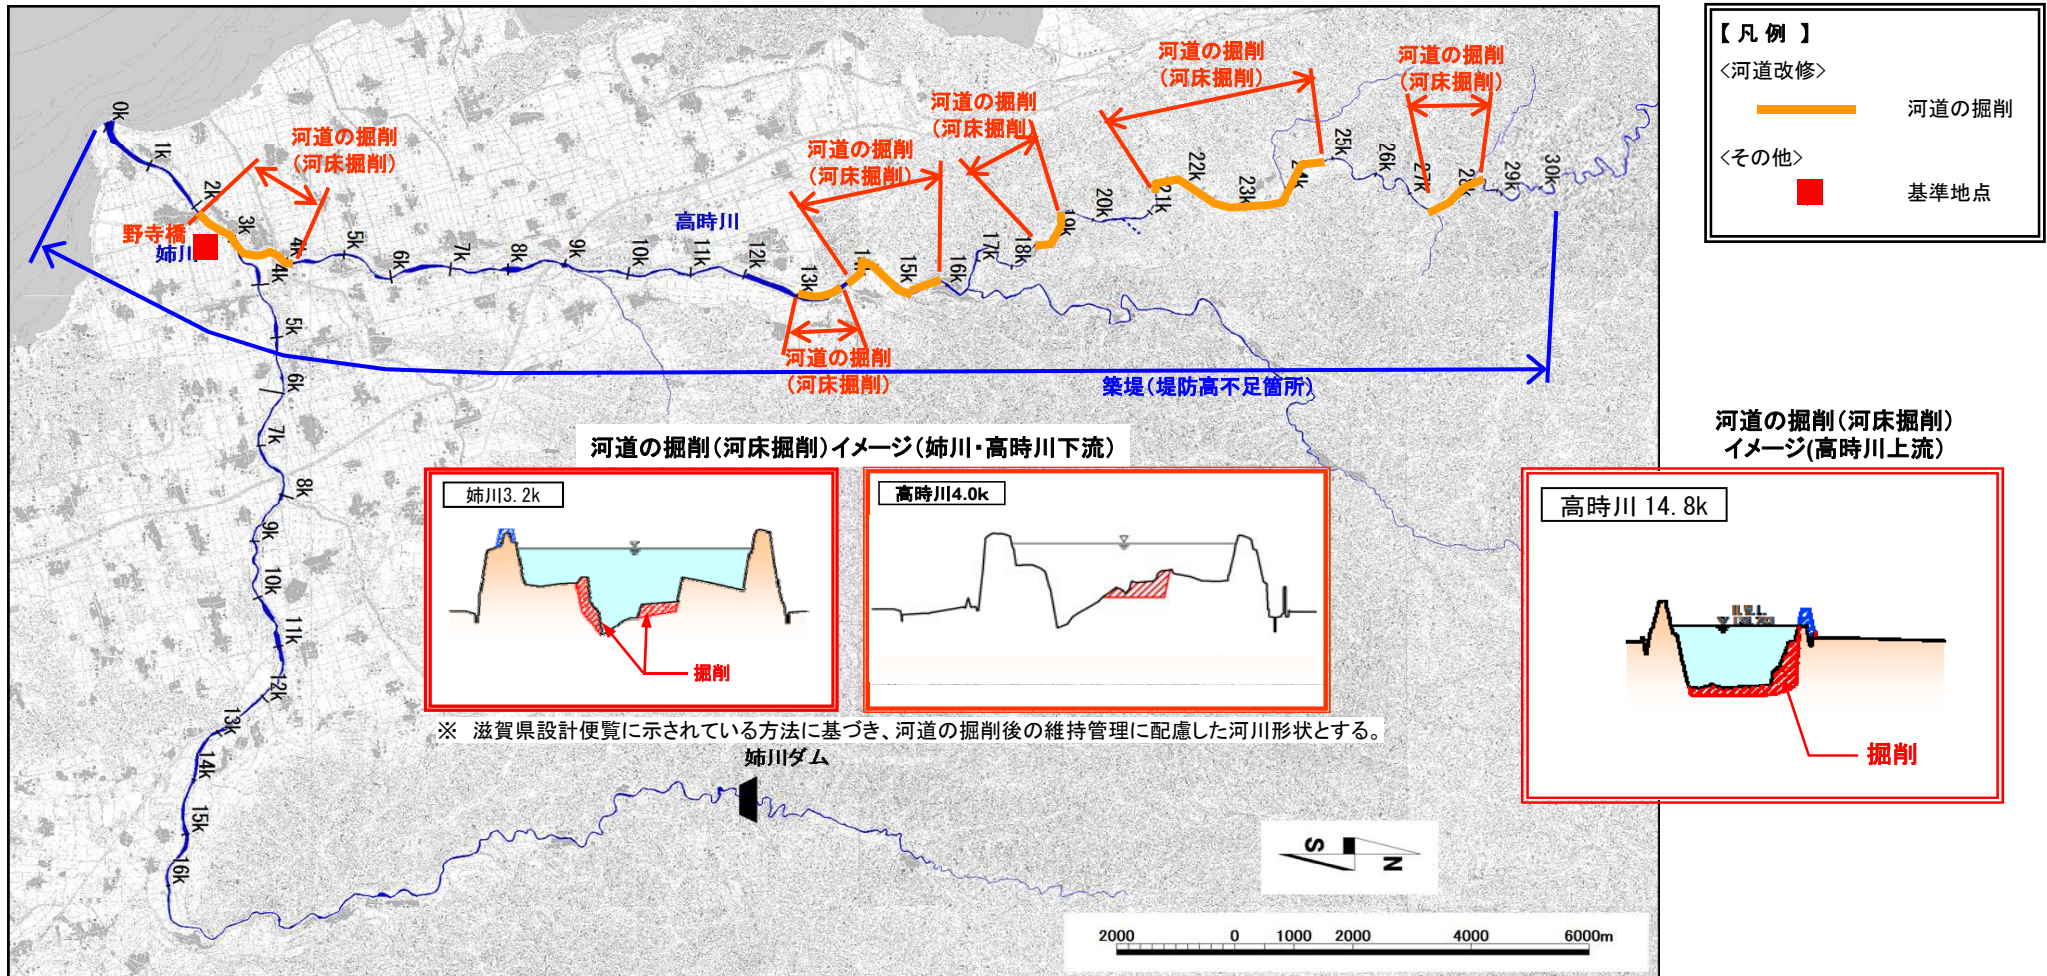 【 凡 例 】
<河道改修>
河道の掘削
<その他>
基準地点
河道の掘削
(河床掘削)
河道の掘削
(河床掘削)
河道の掘削
(河床掘削)
河道の掘削
(河床掘削)
河道の掘削
(河床掘削)
河道の掘削
(河床掘削)
0k
1k
2k
3k
4k
5k
6k
7k
8k
9k
10k
11k
12k
13k
15k
16k
17k
18k
19k
20k
21k
22k
23k
24k
25k
26k
27k
28k
29k
30k
4k
5k
6k
7k
8k
9k
10k
11k
12k
13k
14k
15k
16k
野寺橋
姉川
高時川
築堤(堤防高不足箇所)
河道の掘削(河床掘削)イメージ(姉川・高時川下流)
姉川3.2k
掘削
高時川4.0k
河道の掘削(河床掘削)
イメージ(高時川上流)
高時川 14.8k
掘削
※ 滋賀県設計便覧に示されている方法に基づき、河道の掘削後の維持管理に配慮した河川形状とする。
姉川ダム
S
N
2000 0 1000 2000 4000 6000m